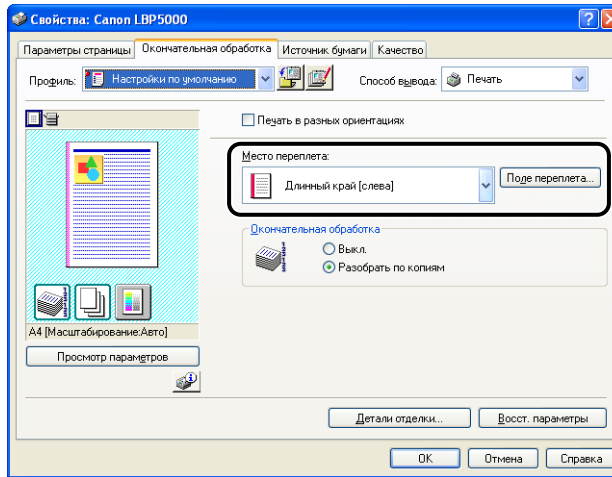 Свойства: Canon LBP5000
Параметры страницы Окончательная обработка Источник бумаги Качество
Профиль: Настройки по умолчанию Способ вывода: Печать
Печать в разных ориентациях
Место переплета:
Длинный край [слева] Поле переплета...
Окончательная обработка
Выкл.
Разобрать по копиям
A4 [Масштабирование:Авто]
Просмотр параметров
Детали отделки... Восст. параметры
OK Отмена Справка